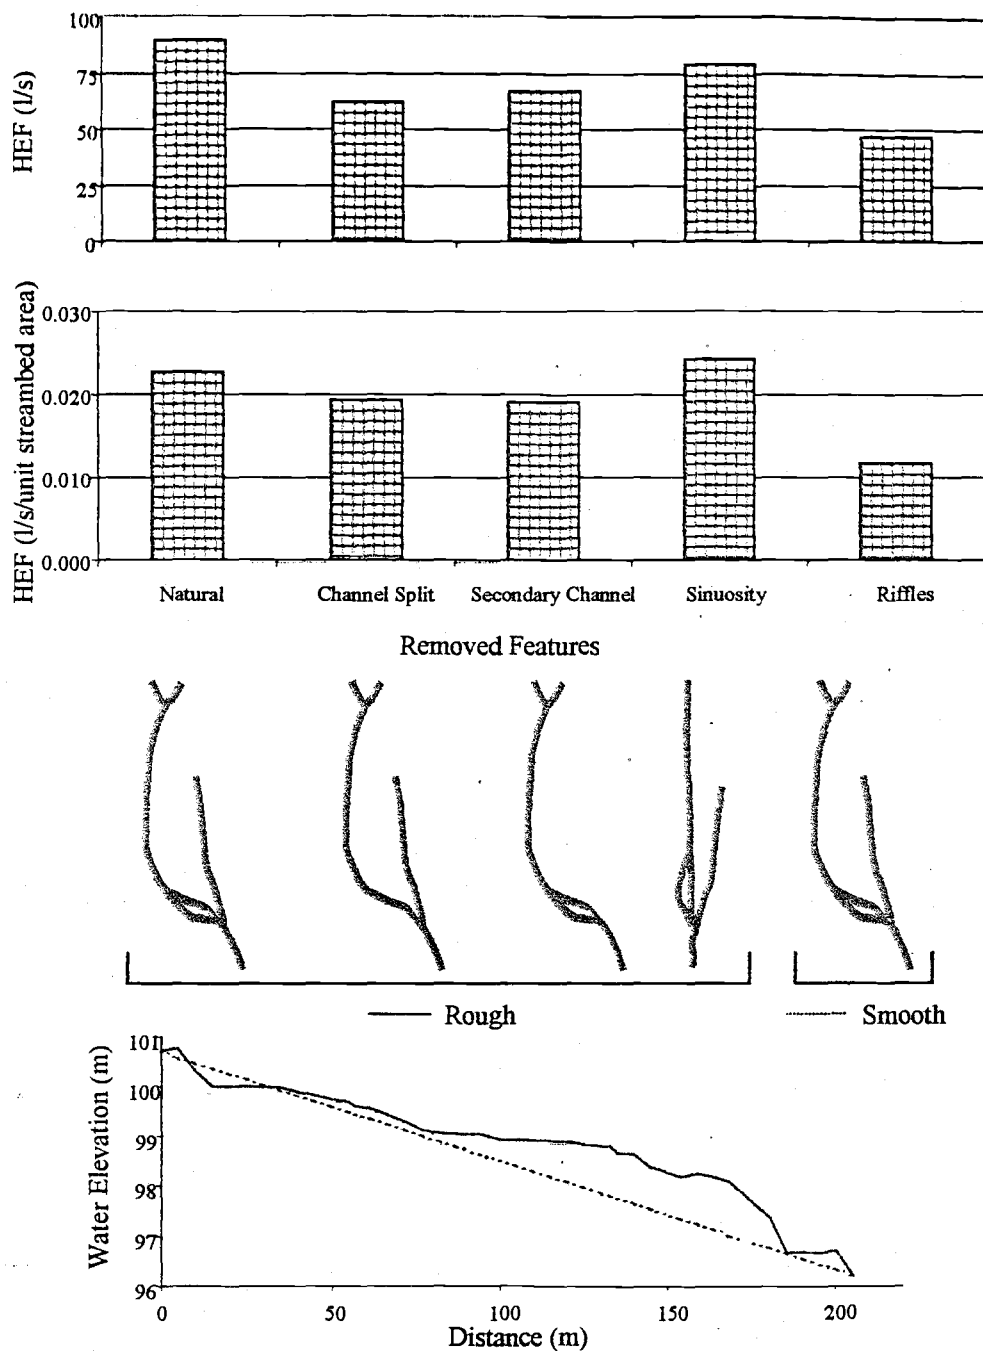 HEF (l/s)
100
75
50
25
0
HEF (l/s/unit streambed area)
0.030
0.020
0.010
0.000
Natural Channel Split Secondary Channel Sinuosity Riffles
Removed Features
Rough Smooth
Water Elevation (m)
101
100
99
98
97
96
0 50 100 150 200
Distance (m)